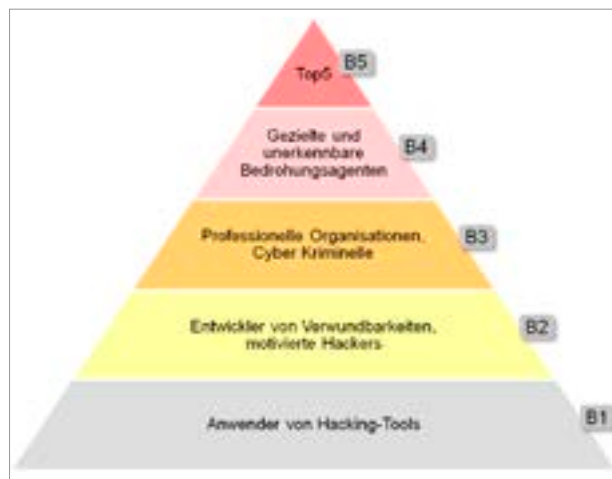 Top5
B5
Gezielte und
unerkennbare
Bedrohungsagenten
B4
Professionelle Organisationen,
Cyber Kriminelle
B3
Entwickler von Verwundbarkeiten,
motivierte Hackers
B2
Anwender von Hacking-Tools
B1